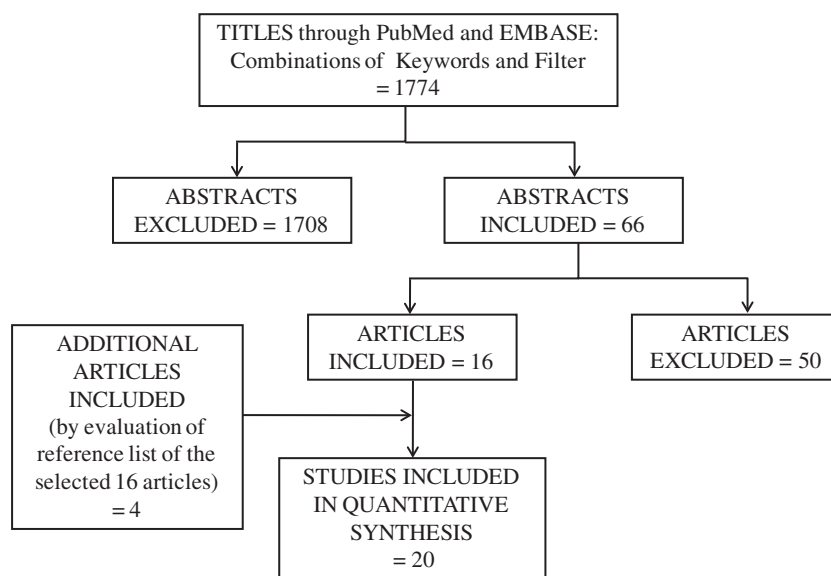 TITLES through PubMed and EMBASE:
Combinations of Keywords and Filter
= 1774
ABSTRACTS
EXCLUDED = 1708
ABSTRACTS
INCLUDED = 66
ARTICLES
INCLUDED = 16
ARTICLES
EXCLUDED = 50
ADDITIONAL
ARTICLES
INCLUDED
(by evaluation of
reference list of the
selected 16 articles)
= 4
STUDIES INCLUDED
IN QUANTITATIVE
SYNTHESIS
= 20